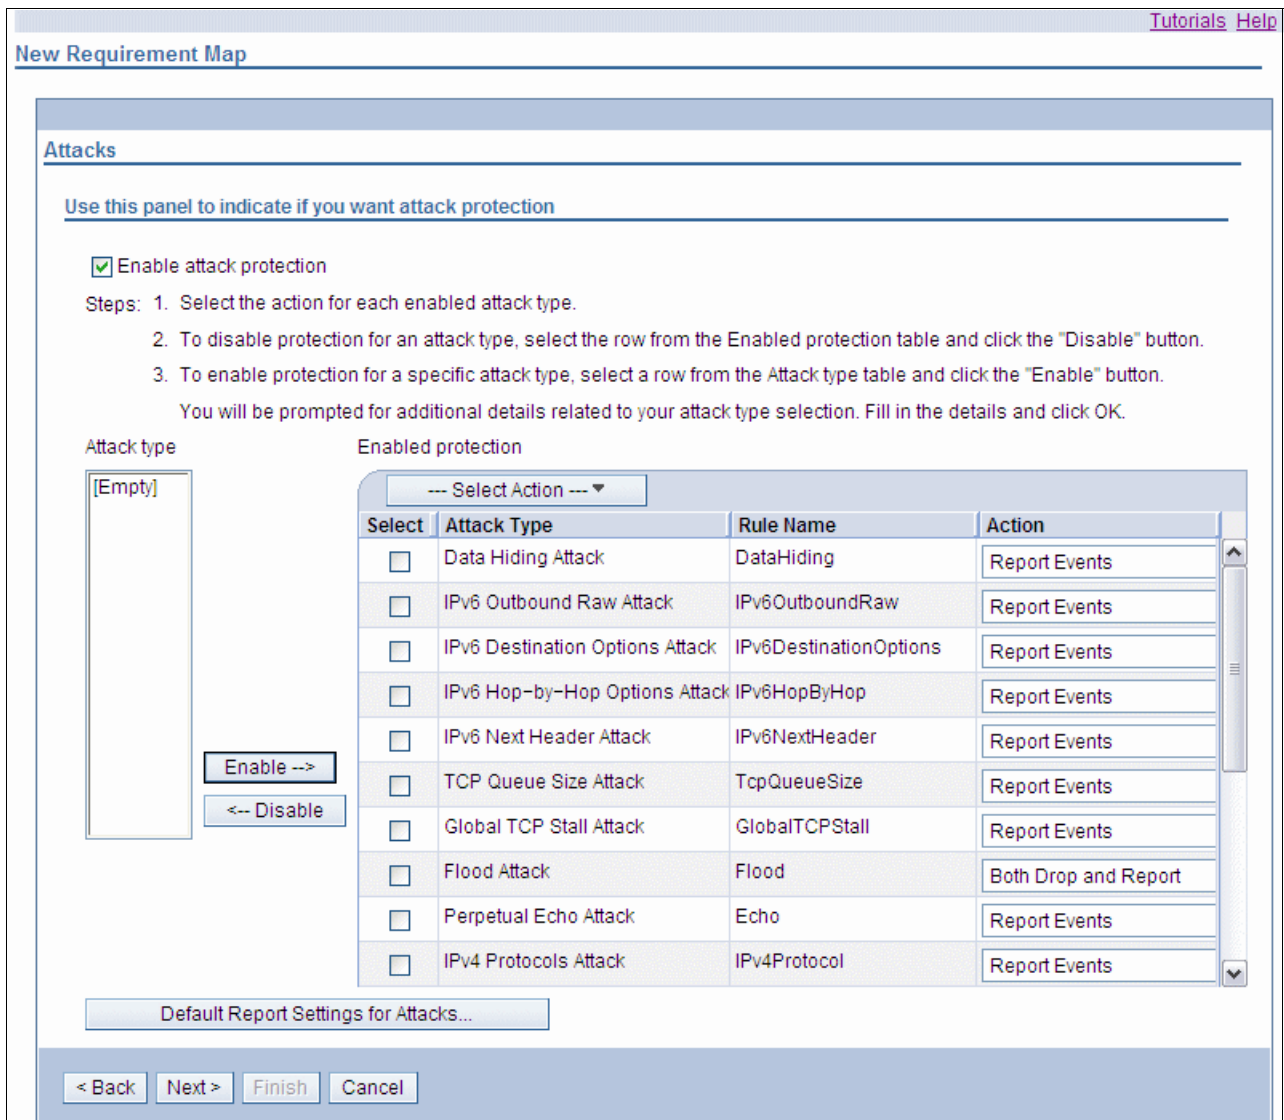 Tutorials Help
New Requirement Map
Attacks
Use this panel to indicate if you want attack protection
Enable attack protection
Steps: 1. Select the action for each enabled attack type.
2. To disable protection for an attack type, select the row from the Enabled protection table and click the "Disable" button.
3. To enable protection for a specific attack type, select a row from the Attack type table and click the "Enable" button.
You will be prompted for additional details related to your attack type selection. Fill in the details and click OK.
Attack type Enabled protection
[Empty]
--- Select Action ---
Select Attack Type Rule Name Action
Data Hiding Attack DataHiding Report Events
IPv6 Outbound Raw Attack IPv6OutboundRaw Report Events
IPv6 Destination Options Attack IPv6DestinationOptions Report Events
IPv6 Hop-by-Hop Options Attack IPv6HopByHop Report Events
IPv6 Next Header Attack IPv6NextHeader Report Events
Enable -->
TCP Queue Size Attack TcpQueueSize Report Events
<-- Disable
Global TCP Stall Attack GlobalTCPStall Report Events
Flood Attack Flood Both Drop and Report
Perpetual Echo Attack Echo Report Events
IPv4 Protocols Attack IPv4Protocol Report Events
Default Report Settings for Attacks...
< Back Next > Finish Cancel